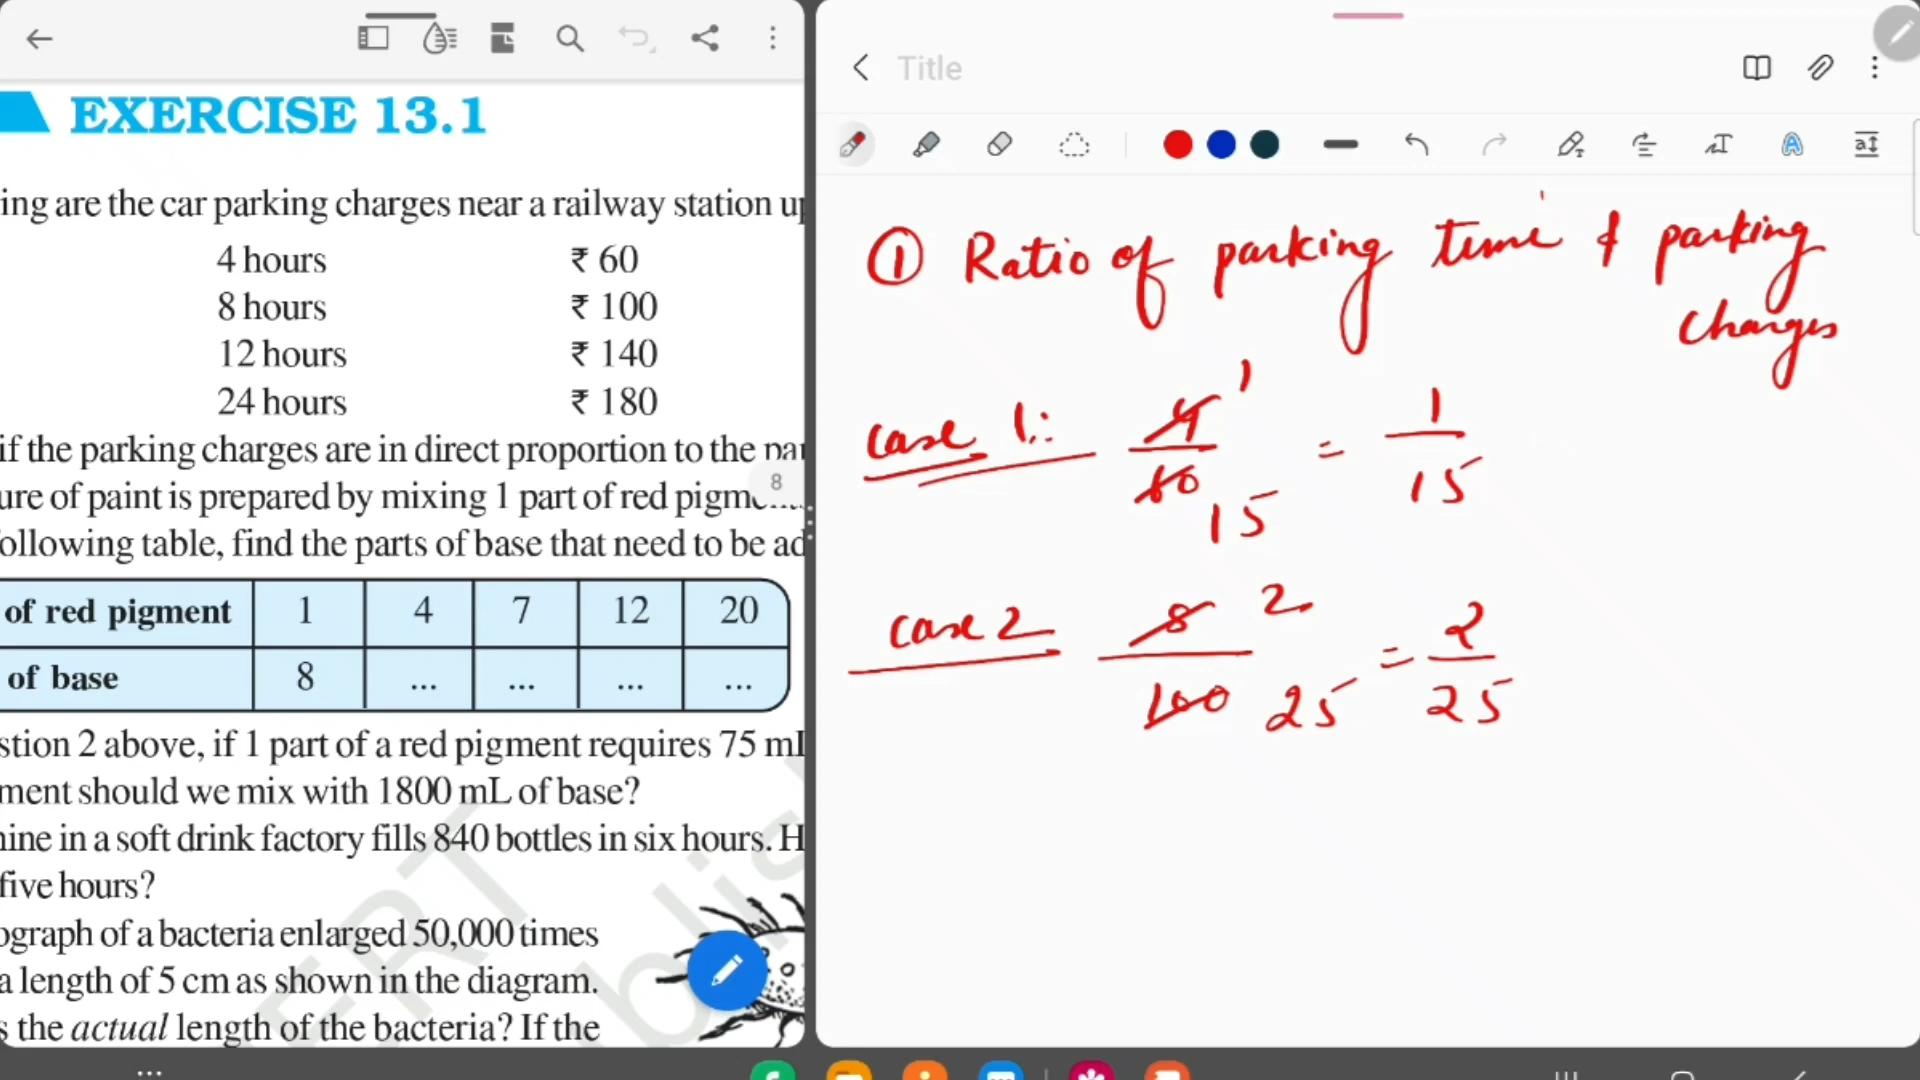 EXERCISE 13.1
ing are the car parking charges near a railway station up
4 hours ₹ 60
8 hours ₹ 100
12 hours ₹ 140
24 hours ₹ 180
if the parking charges are in direct proportion to the par
ure of paint is prepared by mixing 1 part of red pigm
8
ollowing table, find the parts of base that need to be ad
of red pigment 1 4 7 12 20
of base 8 ... ... ... ...
stion 2 above, if 1 part of a red pigment requires 75 mL
ment should we mix with 1800 mL of base?
hine in a soft drink factory fills 840 bottles in six hours. H
five hours?
ograph of a bacteria enlarged 50,000 times
a length of 5 cm as shown in the diagram.
s the actual length of the bacteria? If the
Title
① Ratio of parking time & parking
charges
case 1:
4 1
60 15
= 1/15
case 2
8 2
100 25
= 2/25